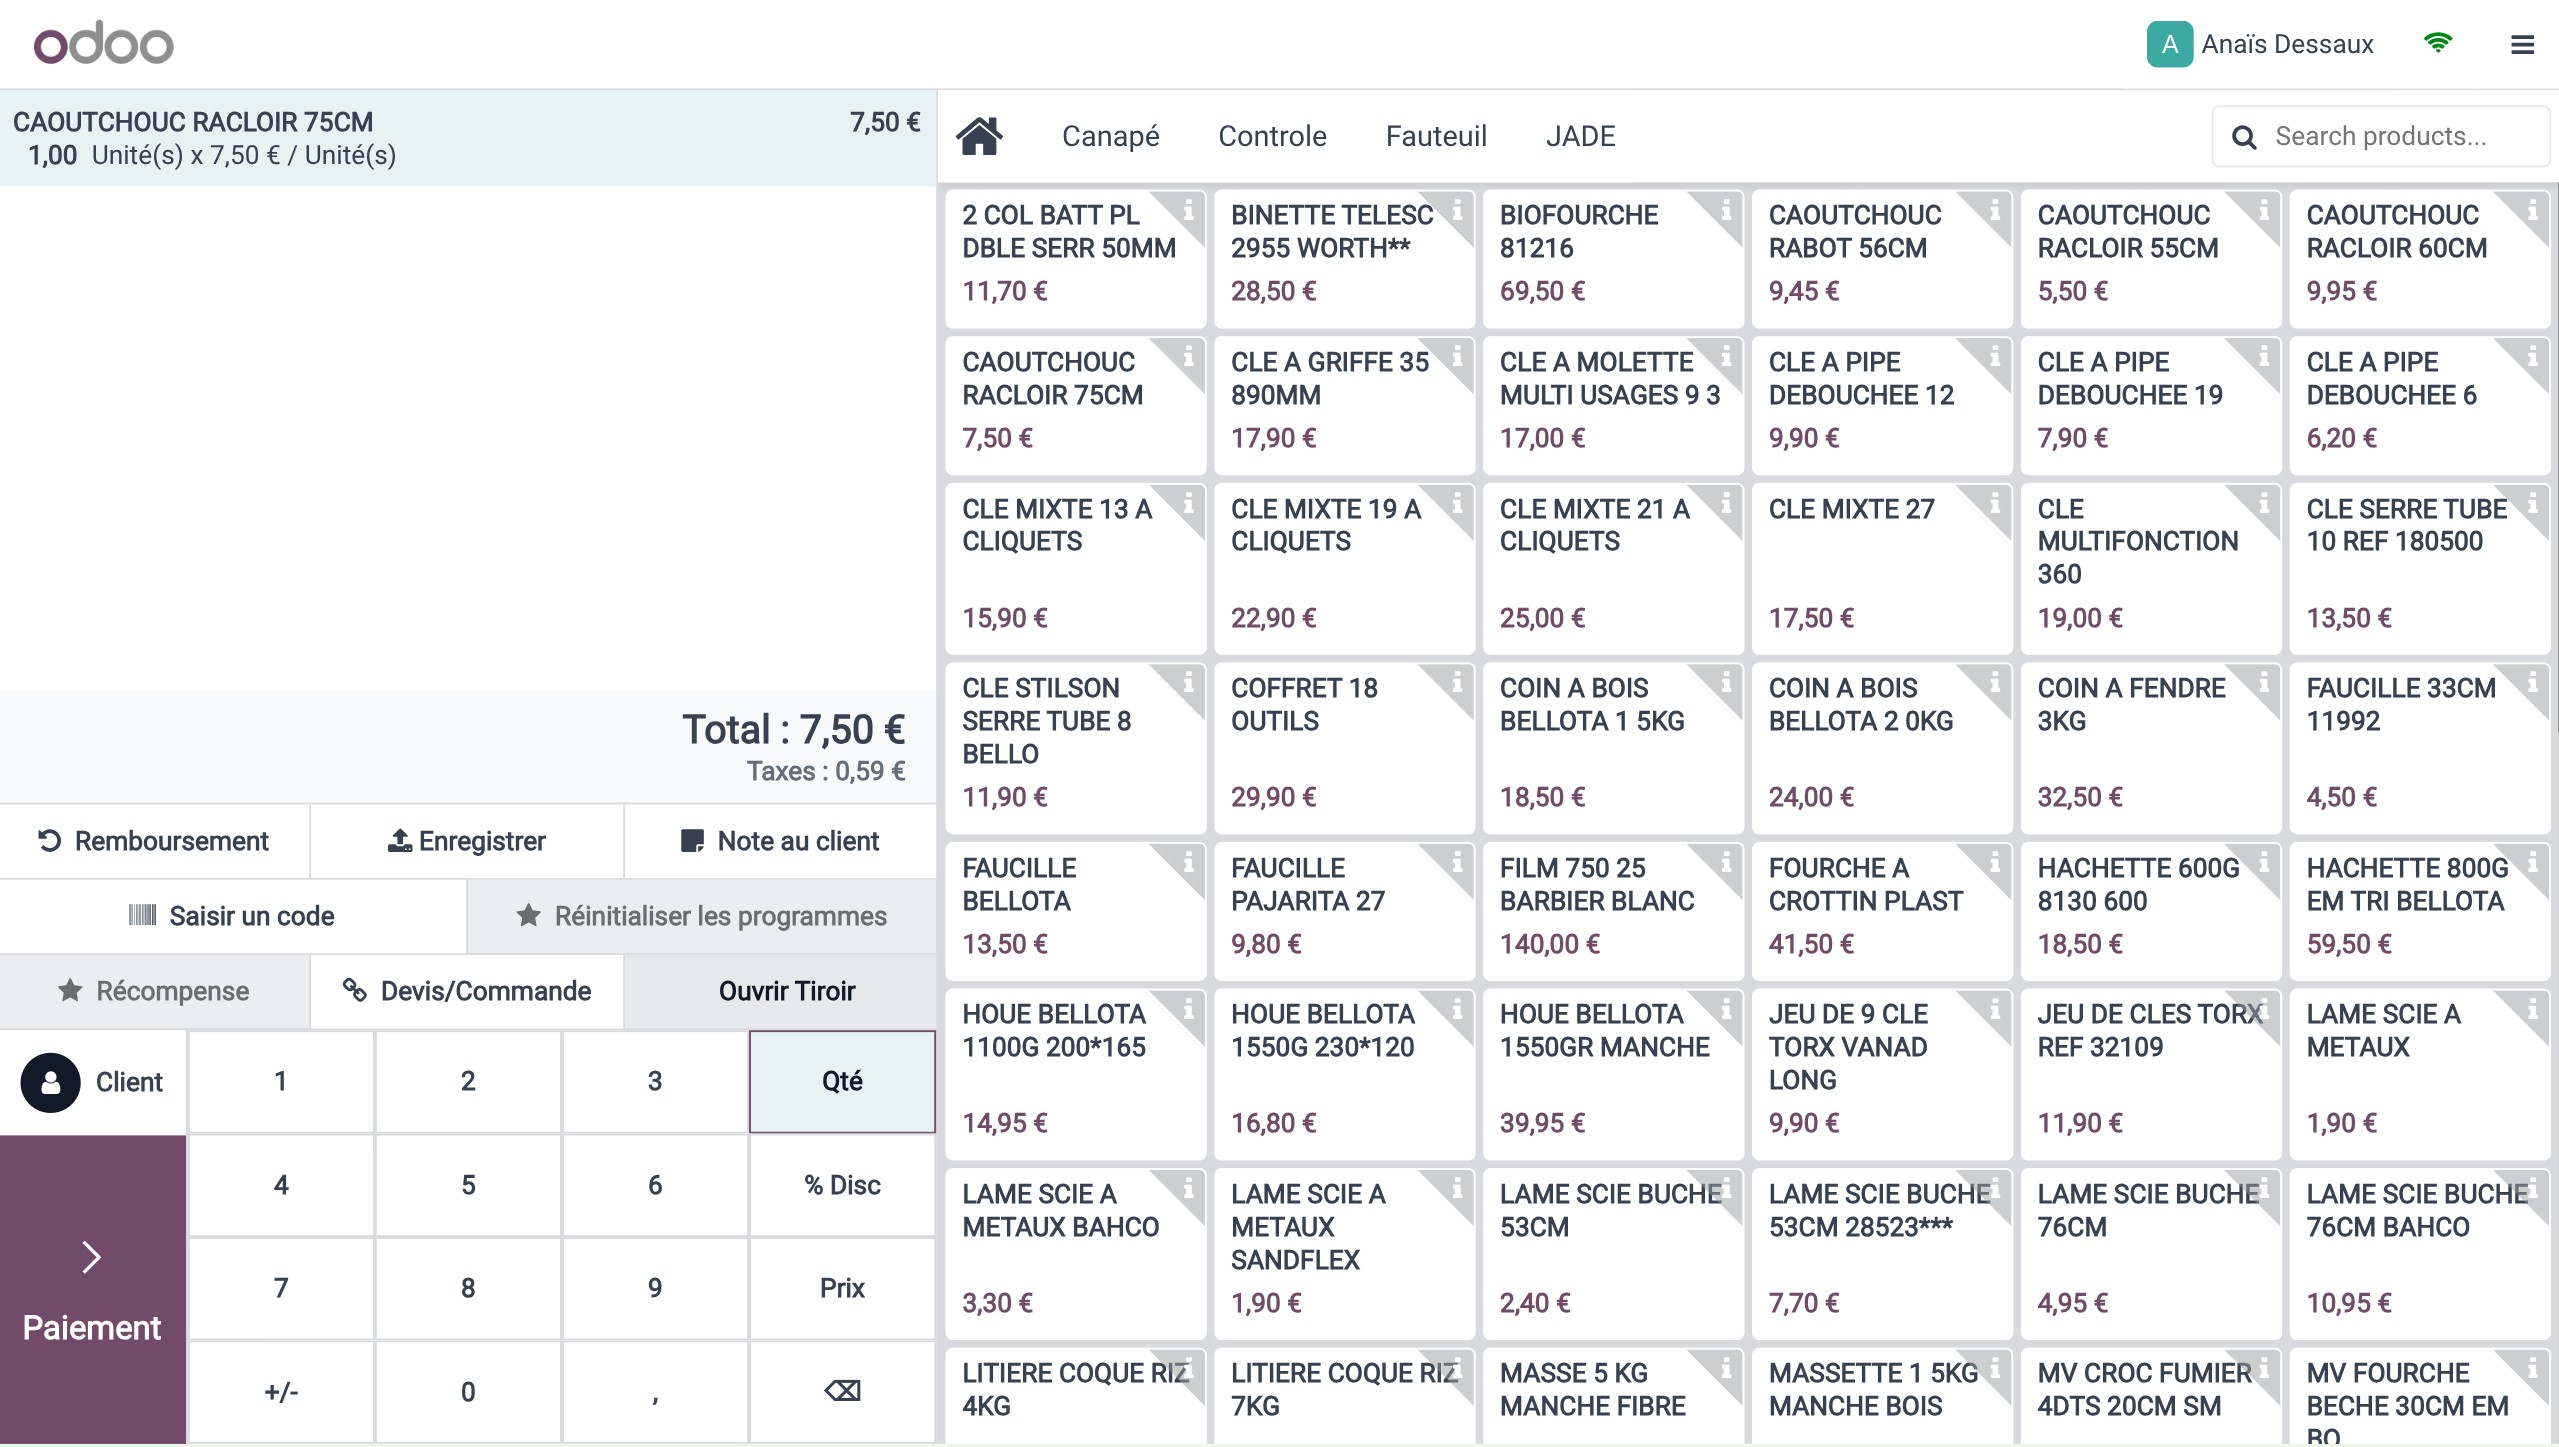 odoo
A Anaïs Dessaux
CAOUTCHOUC RACLOIR 75CM 7,50 €
1,00 Unité(s) x 7,50 € / Unité(s)
Total : 7,50 €
Taxes : 0,59 €
Remboursement Enregistrer Note au client
Saisir un code Réinitialiser les programmes
Récompense Devis/Commande Ouvrir Tiroir
Client 1 2 3 Qté
4 5 6 % Disc
7 8 9 Prix
Paiement
+/- 0 ,
Canapé Controle Fauteuil JADE Search products...
2 COL BATT PL
DBLE SERR 50MM
11,70 €
BINETTE TELESC
2955 WORTH**
28,50 €
BIOFOURCHE
81216
69,50 €
CAOUTCHOUC
RABOT 56CM
9,45 €
CAOUTCHOUC
RACLOIR 55CM
5,50 €
CAOUTCHOUC
RACLOIR 60CM
9,95 €
CAOUTCHOUC
RACLOIR 75CM
7,50 €
CLE A GRIFFE 35
890MM
17,90 €
CLE A MOLETTE
MULTI USAGES 9 3
17,00 €
CLE A PIPE
DEBOUCHEE 12
9,90 €
CLE A PIPE
DEBOUCHEE 19
7,90 €
CLE A PIPE
DEBOUCHEE 6
6,20 €
CLE MIXTE 13 A
CLIQUETS
15,90 €
CLE MIXTE 19 A
CLIQUETS
22,90 €
CLE MIXTE 21 A
CLIQUETS
25,00 €
CLE MIXTE 27
17,50 €
CLE
MULTIFONCTION
360
19,00 €
CLE SERRE TUBE
10 REF 180500
13,50 €
CLE STILSON
SERRE TUBE 8
BELLO
11,90 €
COFFRET 18
OUTILS
29,90 €
COIN A BOIS
BELLOTA 1 5KG
18,50 €
COIN A BOIS
BELLOTA 2 0KG
24,00 €
COIN A FENDRE
3KG
32,50 €
FAUCILLE 33CM
11992
4,50 €
FAUCILLE
BELLOTA
13,50 €
FAUCILLE
PAJARITA 27
9,80 €
FILM 750 25
BARBIER BLANC
140,00 €
FOURCHE A
CROTTIN PLAST
41,50 €
HACHETTE 600G
8130 600
18,50 €
HACHETTE 800G
EM TRI BELLOTA
59,50 €
HOUE BELLOTA
1100G 200*165
14,95 €
HOUE BELLOTA
1550G 230*120
16,80 €
HOUE BELLOTA
1550GR MANCHE
39,95 €
JEU DE 9 CLE
TORX VANAD
LONG
9,90 €
JEU DE CLES TORX
REF 32109
11,90 €
LAME SCIE A
METAUX
1,90 €
LAME SCIE A
METAUX BAHCO
3,30 €
LAME SCIE A
METAUX
SANDFLEX
1,90 €
LAME SCIE BUCHE
53CM
2,40 €
LAME SCIE BUCHE
53CM 28523***
7,70 €
LAME SCIE BUCHE
76CM
4,95 €
LAME SCIE BUCHE
76CM BAHCO
10,95 €
LITIERE COQUE RIZ
4KG
LITIERE COQUE RIZ
7KG
MASSE 5 KG
MANCHE FIBRE
MASSETTE 1 5KG
MANCHE BOIS
MV CROC FUMIER
4DTS 20CM SM
MV FOURCHE
BECHE 30CM EM
BO